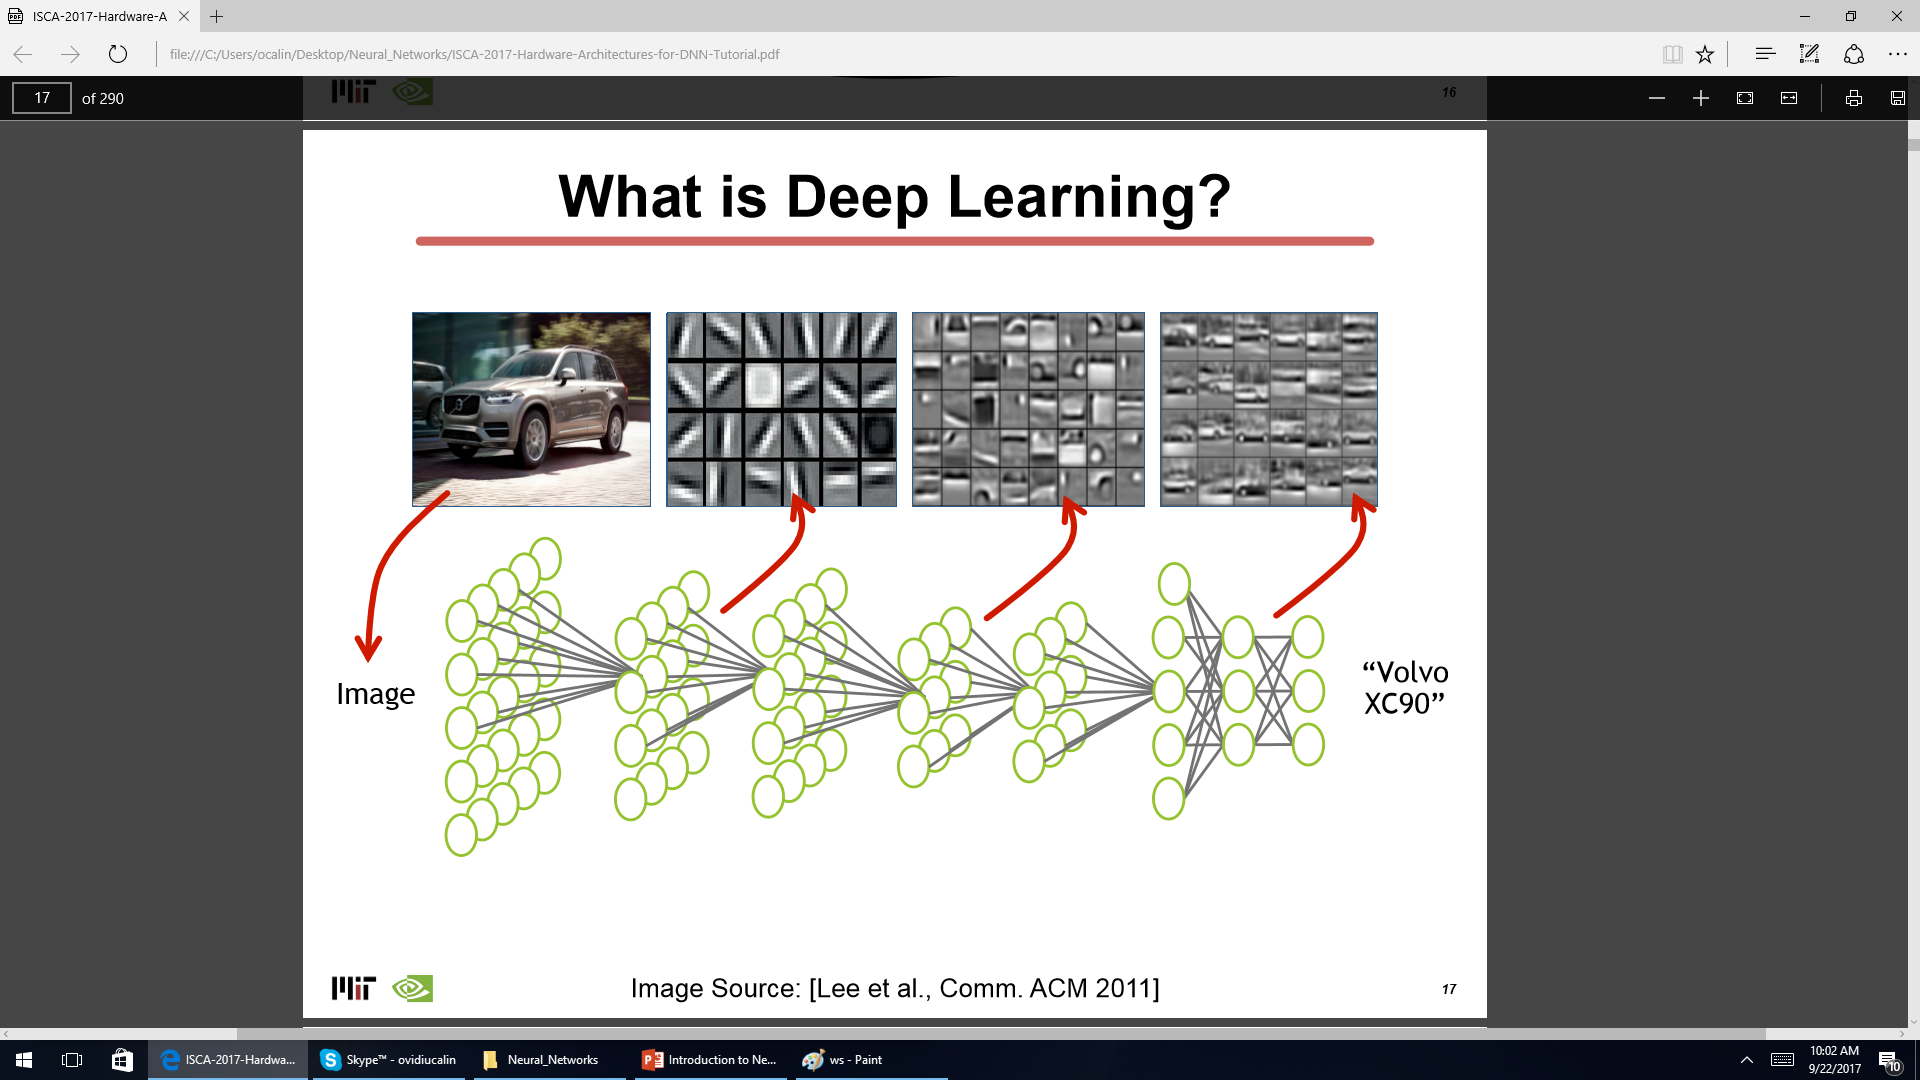 ISCA-2017-Hardware-A
file:///C:/Users/ocalin/Desktop/Neural_Networks/ISCA-2017-Hardware-Architectures-for-DNN-Tutorial.pdf
17 of 290
MIT
16
What is Deep Learning?
Image
“Volvo
XC90”
MIT
Image Source: [Lee et al., Comm. ACM 2011]
17
ISCA-2017-Hardwa...
Skype™ - ovidiucalin
Neural_Networks
Introduction to Ne...
ws - Paint
10:02 AM
9/22/2017
10